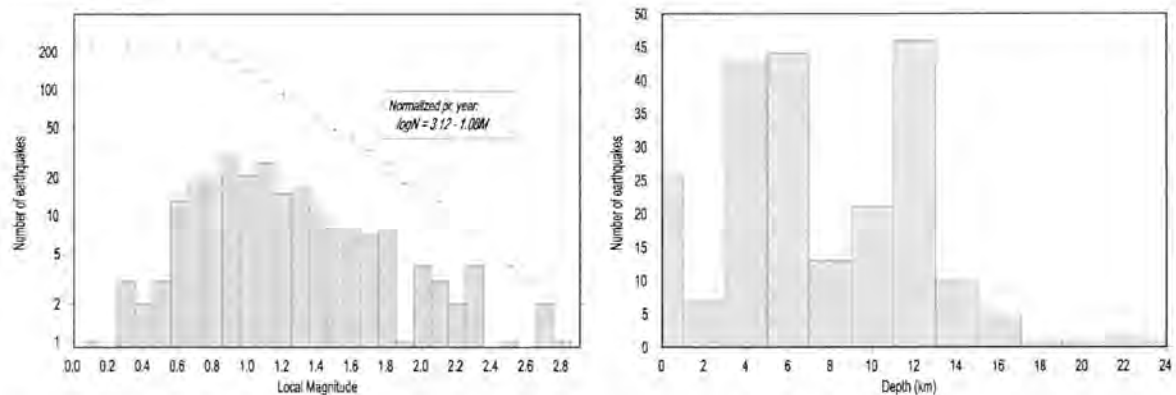 Number of earthquakes
200
100
50
20
10
5
2
1
Normalized pr. year:
logN = 3.12 - 1.08M
0.0 0.2 0.4 0.6 0.8 1.0 1.2 1.4 1.6 1.8 2.0 2.2 2.4 2.6 2.8
Local Magnitude
Number of earthquakes
50
45
40
35
30
25
20
15
10
5
0
0 2 4 6 8 10 12 14 16 18 20 22 24
Depth (km)